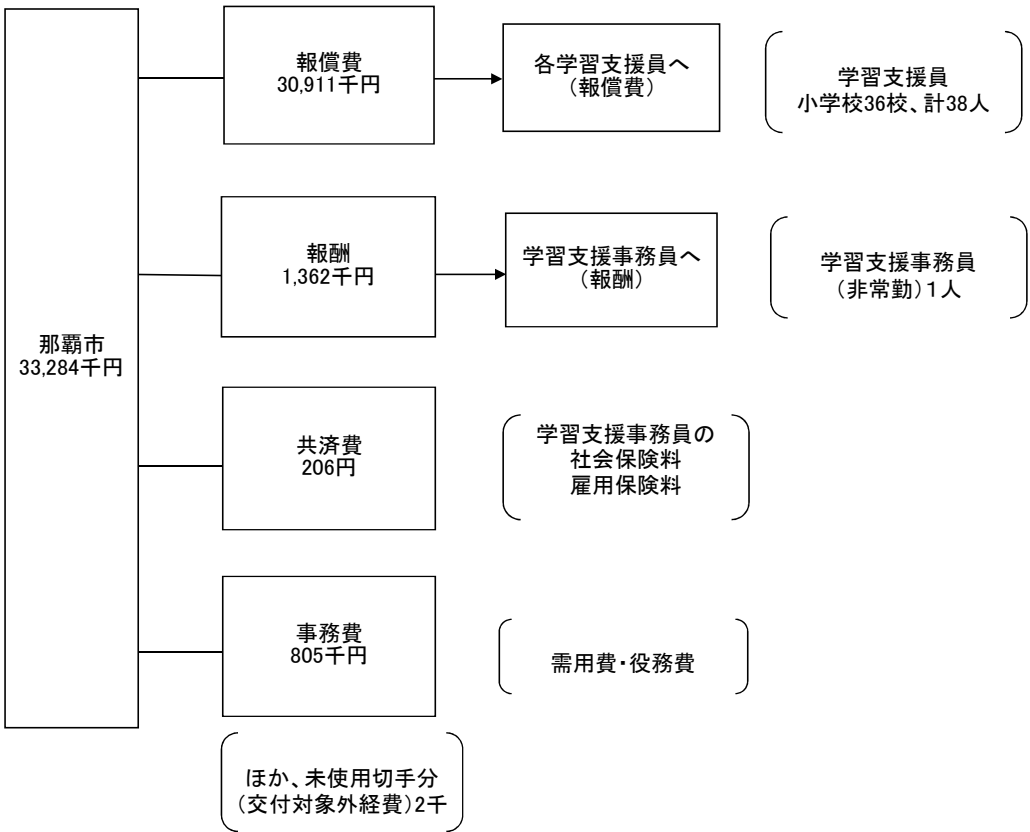 那覇市
33,284千円
報償費
30,911千円
各学習支援員へ
(報償費)
学習支援員
小学校36校、計38人
報酬
1,362千円
学習支援事務員へ
(報酬)
学習支援事務員
(非常勤)1人
共済費
206円
学習支援事務員の
社会保険料
雇用保険料
事務費
805千円
需用費・役務費
ほか、未使用切手分
(交付対象外経費)2千